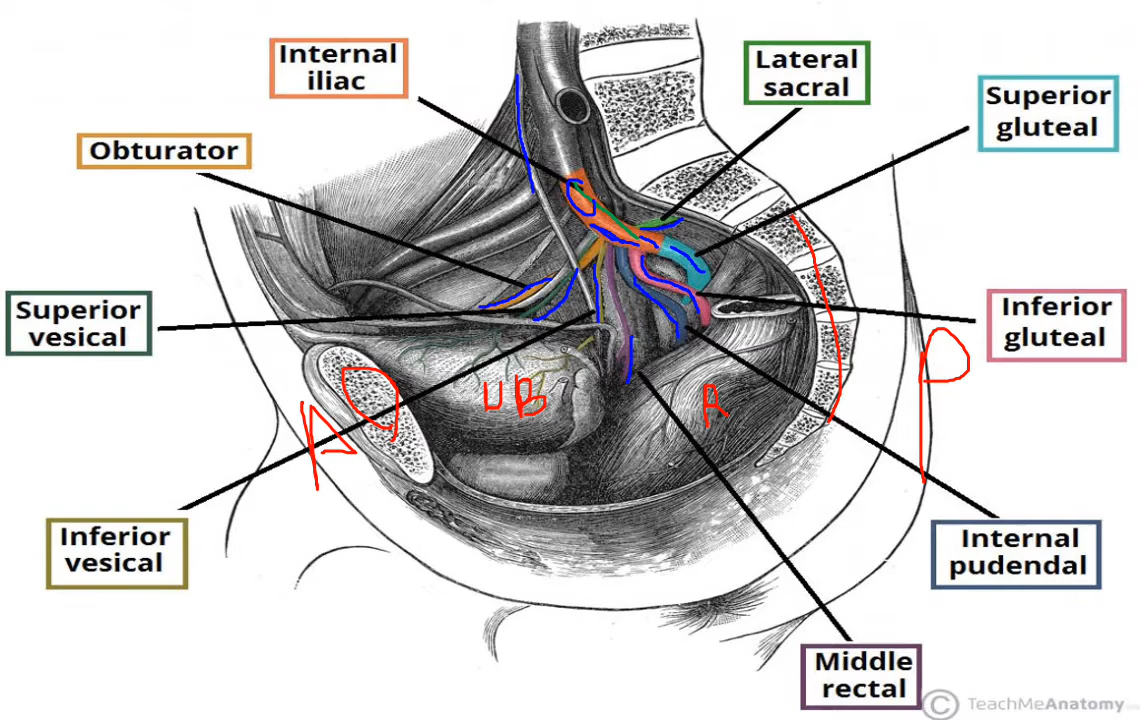 Internal
iliac
Lateral
sacral
Superior
gluteal
Obturator
Superior
vesical
Inferior
gluteal
A
UB
R
P
Inferior
vesical
Internal
pudendal
Middle
rectal
© TeachMeAnatomy